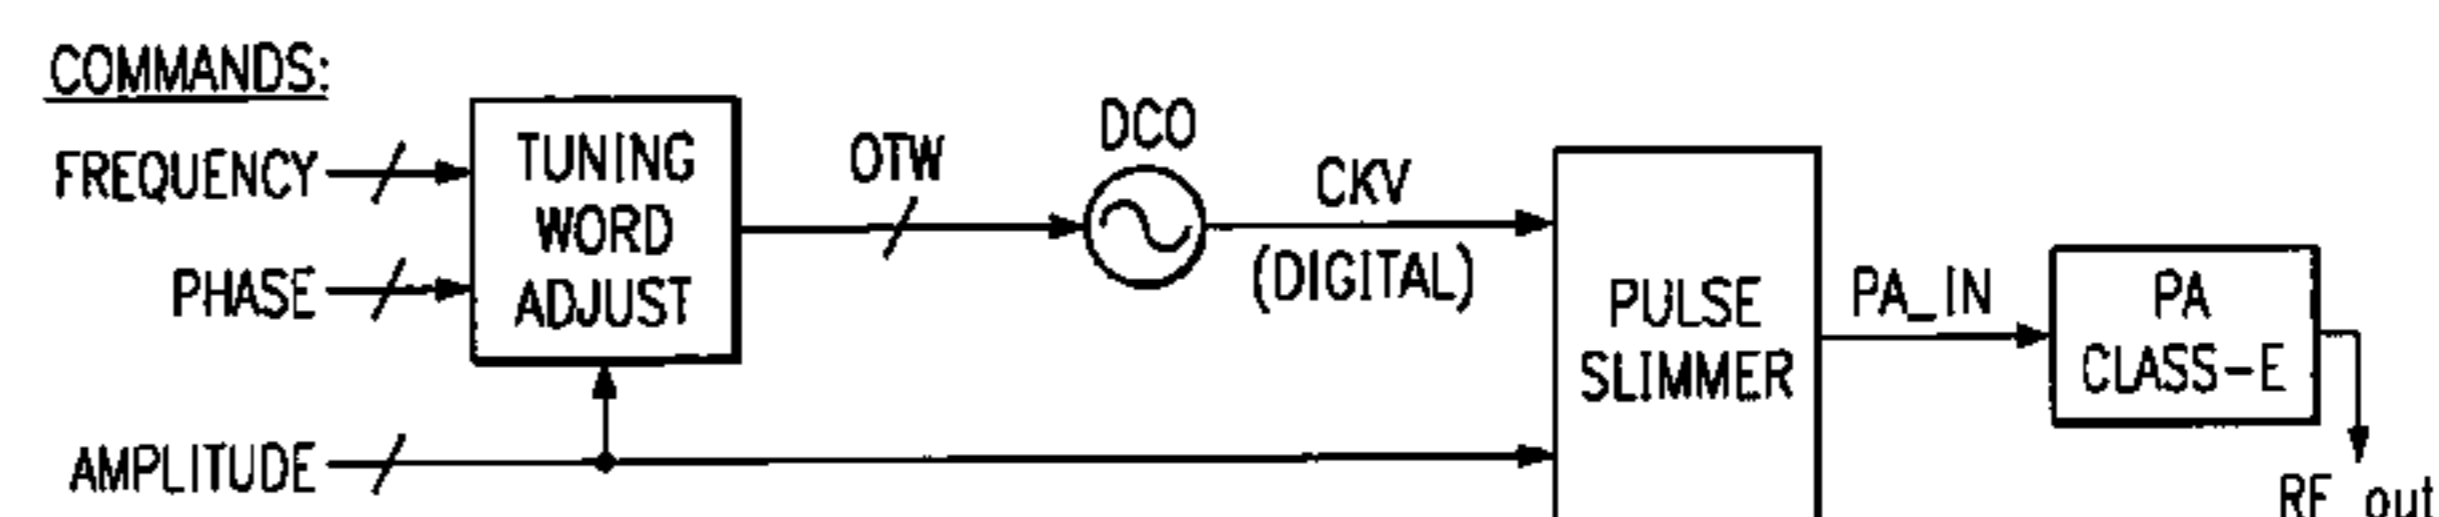 COMMANDS:
FREQUENCY
PHASE
AMPLITUDE
TUNING
WORD
ADJUST
OTW
DCO
CKV
(DIGITAL)
PULSE
SLIMMER
PA_IN
PA
CLASS-E
RF out